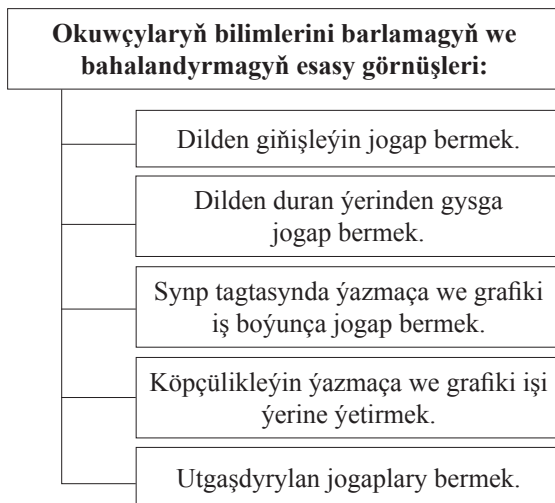 Okuwçylaryň bilimlerini barlamagyň we
bahalandyrmagyň esasy görnüşleri:
Dilden giňişleýin jogap bermek.
Dilden duran ýerinden gysga
jogap bermek.
Synp tagtasynda ýazmaça we grafiki
iş boýunça jogap bermek.
Köpçülikleýin ýazmaça we grafiki işi
ýerine ýetirmek.
Utgaşdyrylan jogaplary bermek.